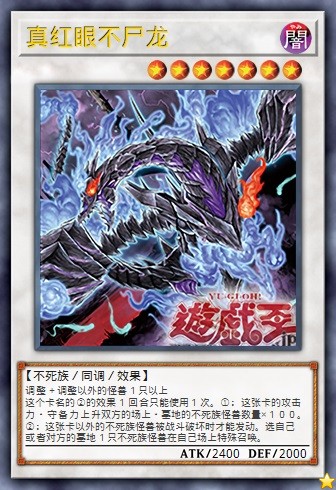 真红眼不尸龙
闇
YU-GI-OH!
遊戯王
【不死族/同调/效果】
调整+调整以外的怪兽1只以上
这个卡名的②的效果1回合只能使用1次。①:这张卡的攻击
力·守备力上升双方的场上·墓地的不死族怪兽数量×100。
②:这张卡以外的不死族怪兽被战斗破坏时才能发动。选自己
或者对方的墓地1只不死族怪兽在自己场上特殊召唤。
ATK/2400 DEF/2000